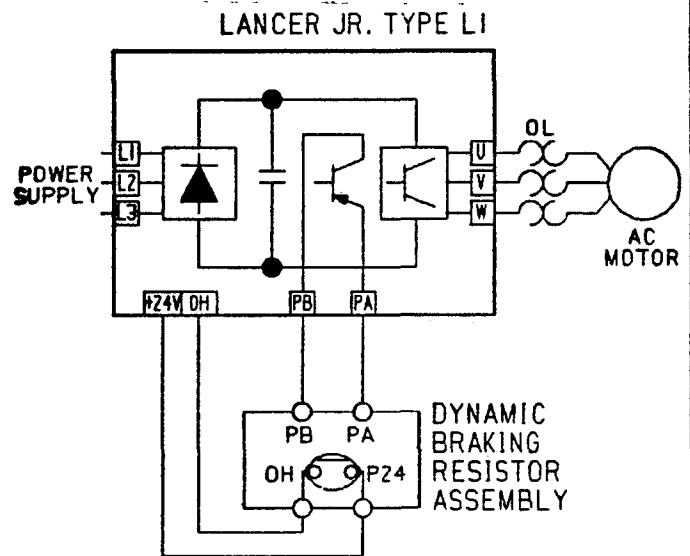 LANCER JR. TYPE LI
OL
L1
U
POWER
SUPPLY
L2
V
L3
W
AC
MOTOR
+24V
OH
PB
PA
PB
PA
DYNAMIC
BRAKING
RESISTOR
ASSEMBLY
OH
P24